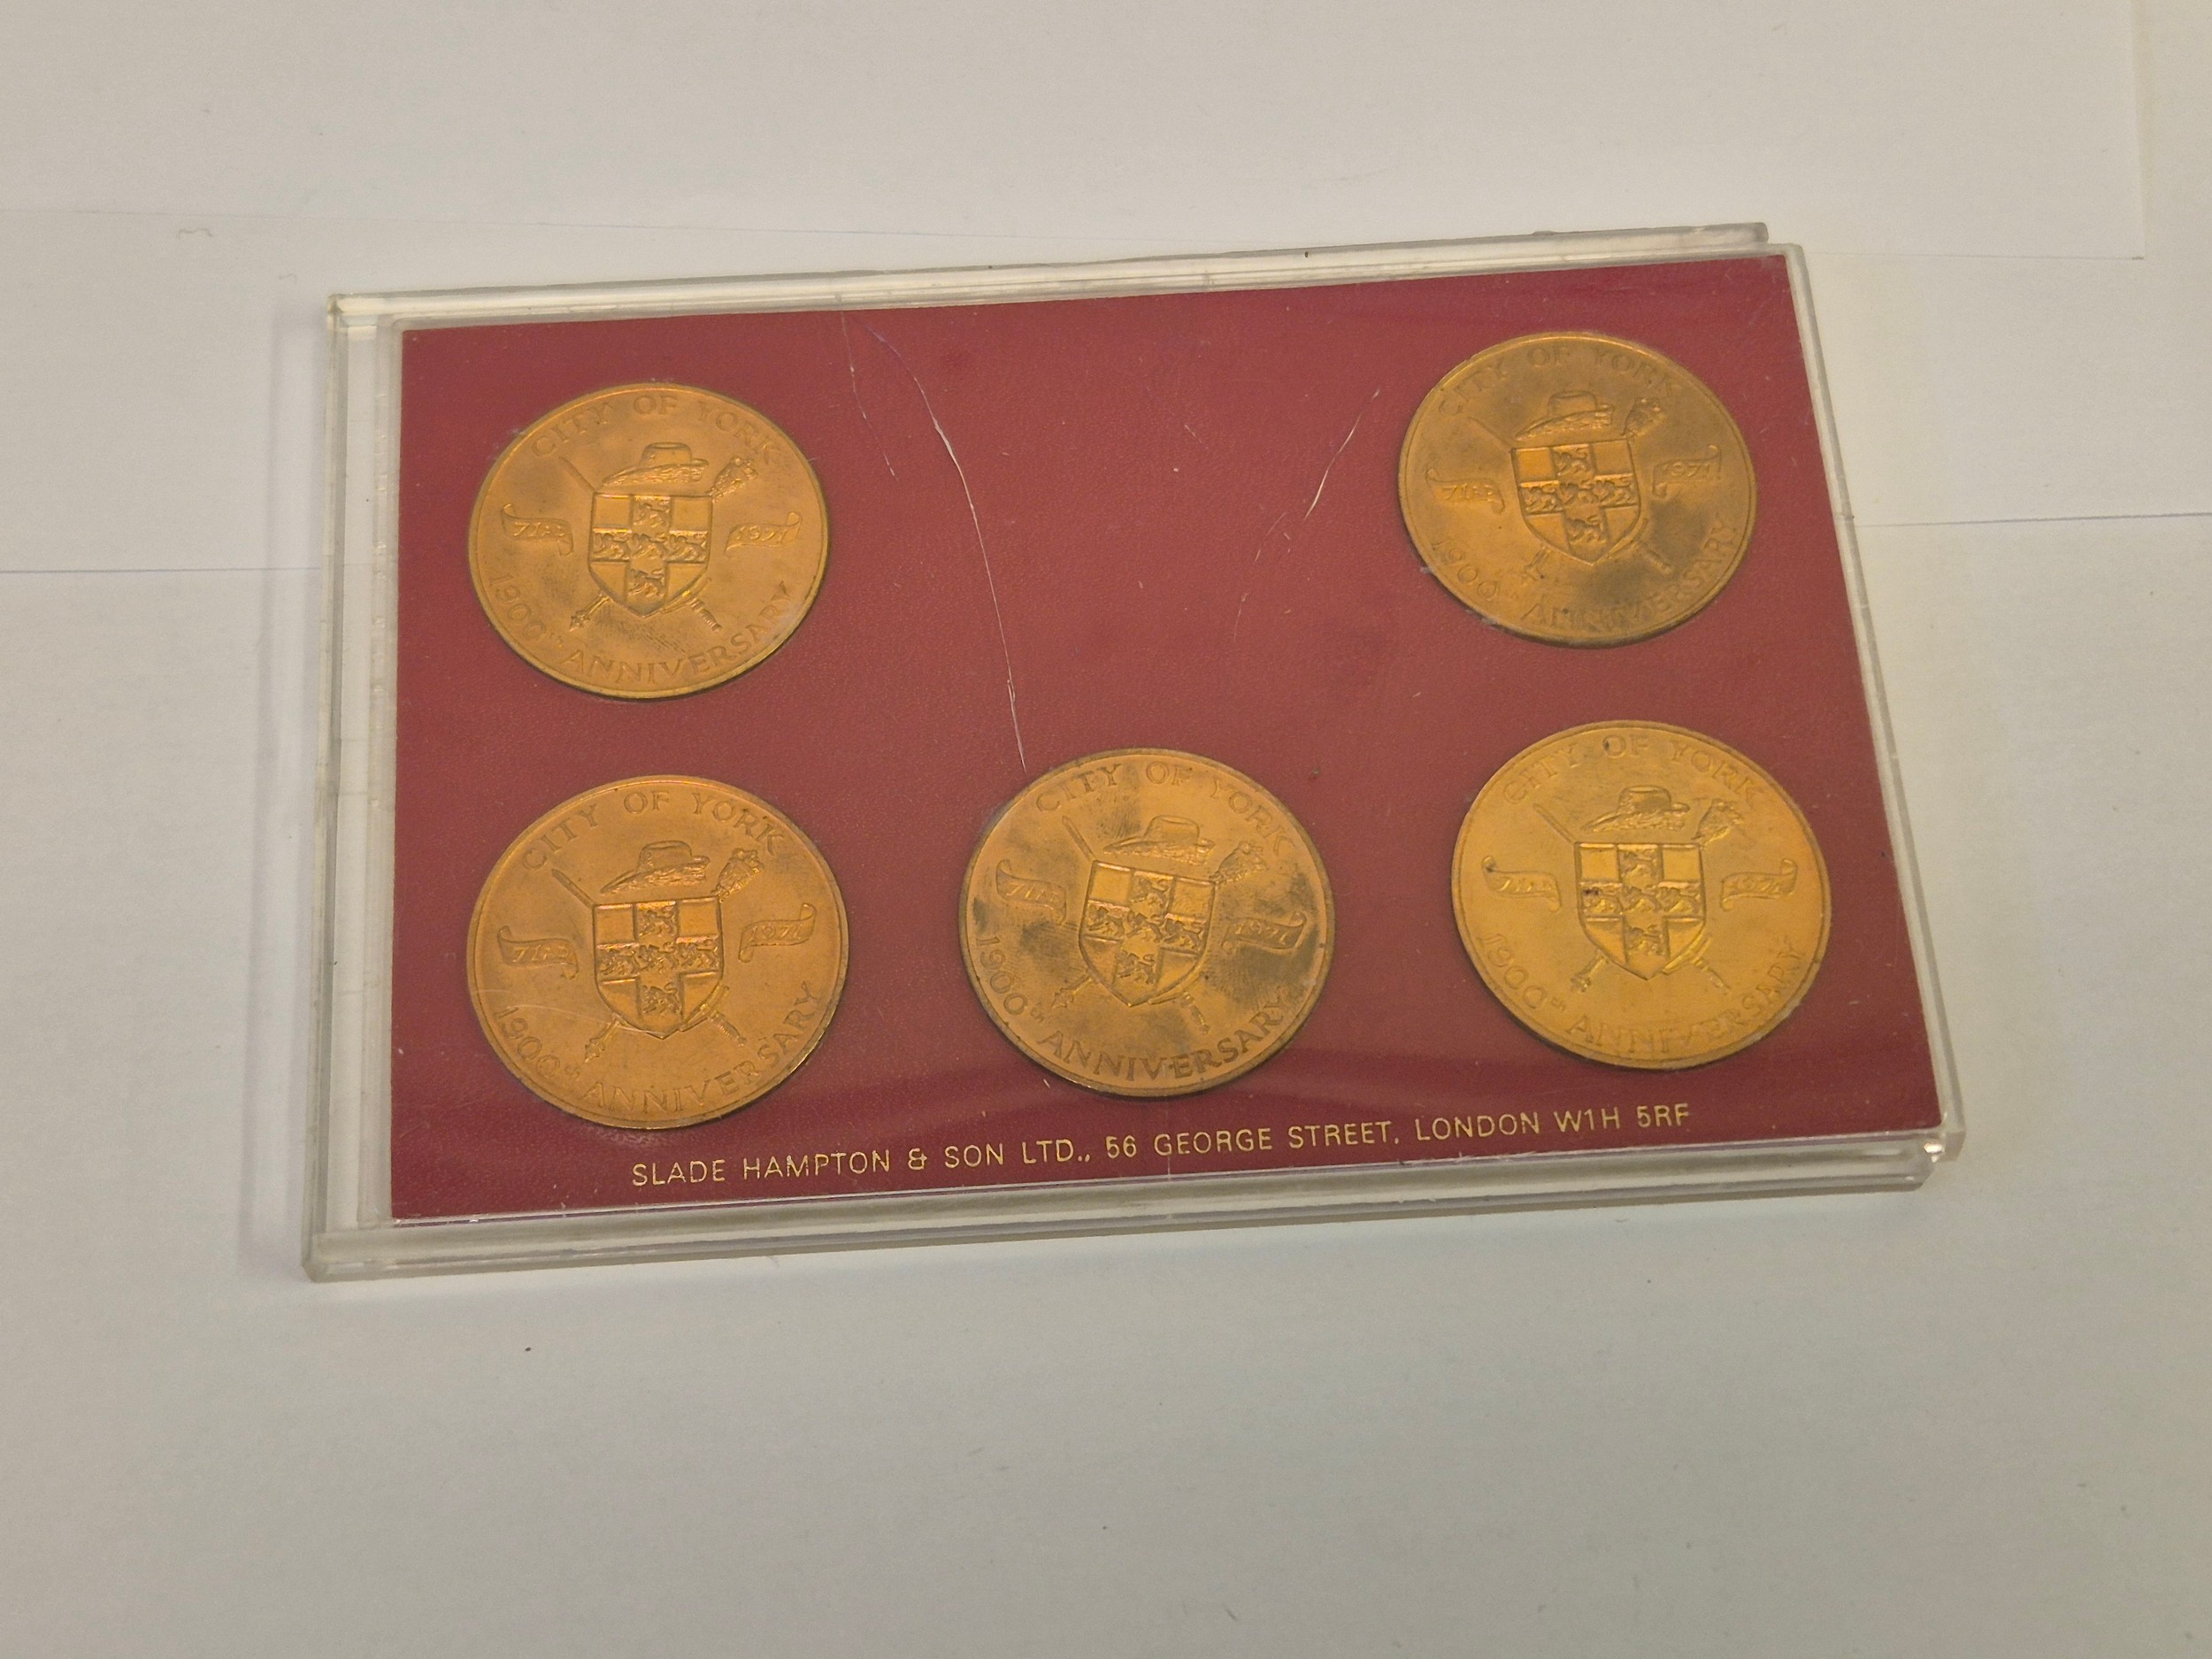 CITY OF YORK
71AD 1971
1900th ANNIVERSARY
CITY OF YORK
71AD 1971
1900th ANNIVERSARY
CITY OF YORK
71AD 1971
1900th ANNIVERSARY
CITY OF YORK
71AD 1971
1900th ANNIVERSARY
CITY OF YORK
71AD 1971
1900th ANNIVERSARY
SLADE HAMPTON & SON LTD., 56 GEORGE STREET, LONDON W1H 5RF